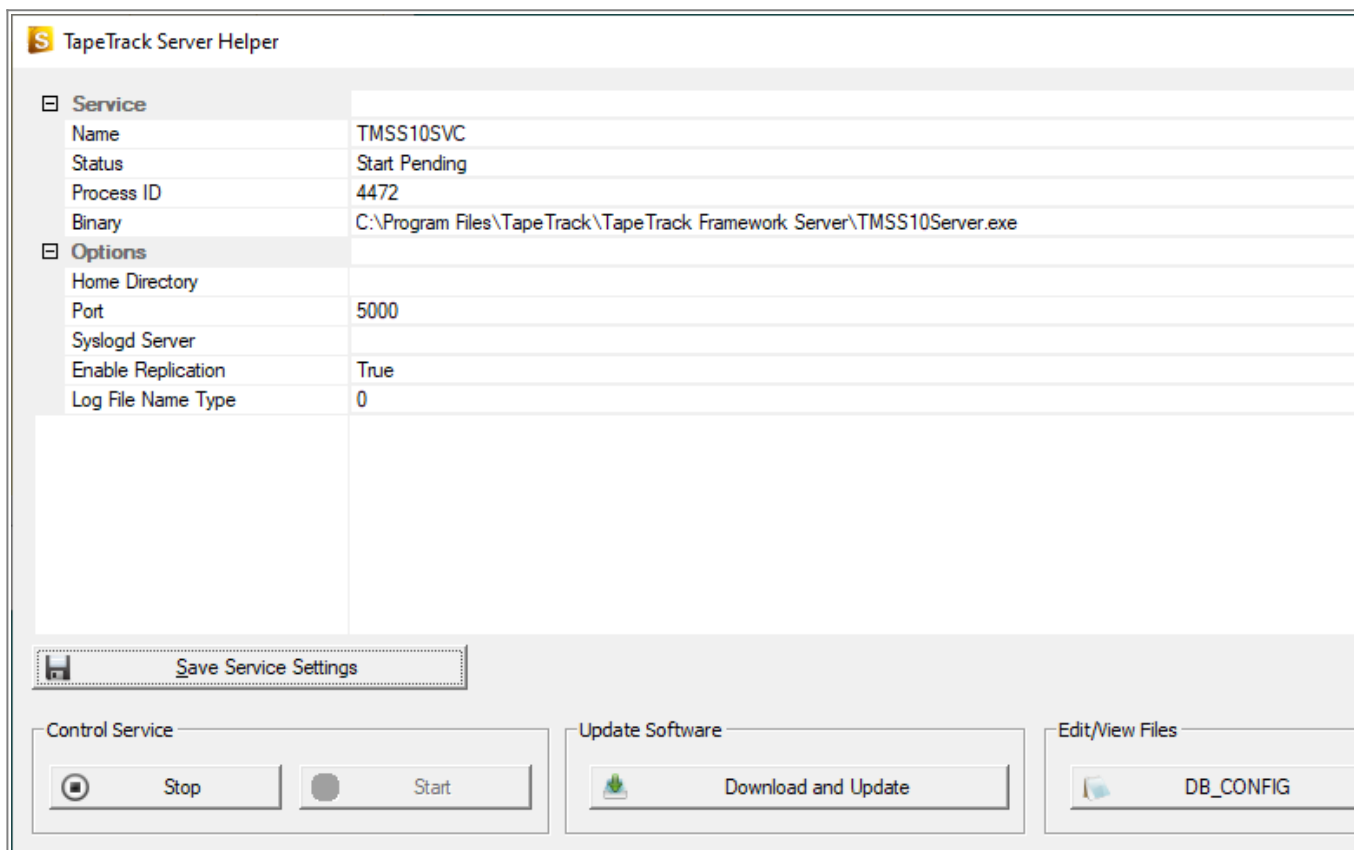 TapeTrack Server Helper
Service
Name TMSS10SVC
Status Start Pending
Process ID 4472
Binary C:\Program Files\TapeTrack\TapeTrack Framework Server\TMSS10Server.exe
Options
Home Directory
Port 5000
Syslogd Server
Enable Replication True
Log File Name Type 0
Save Service Settings
Control Service Update Software Edit/View Files
Stop Start Download and Update DB_CONFIG